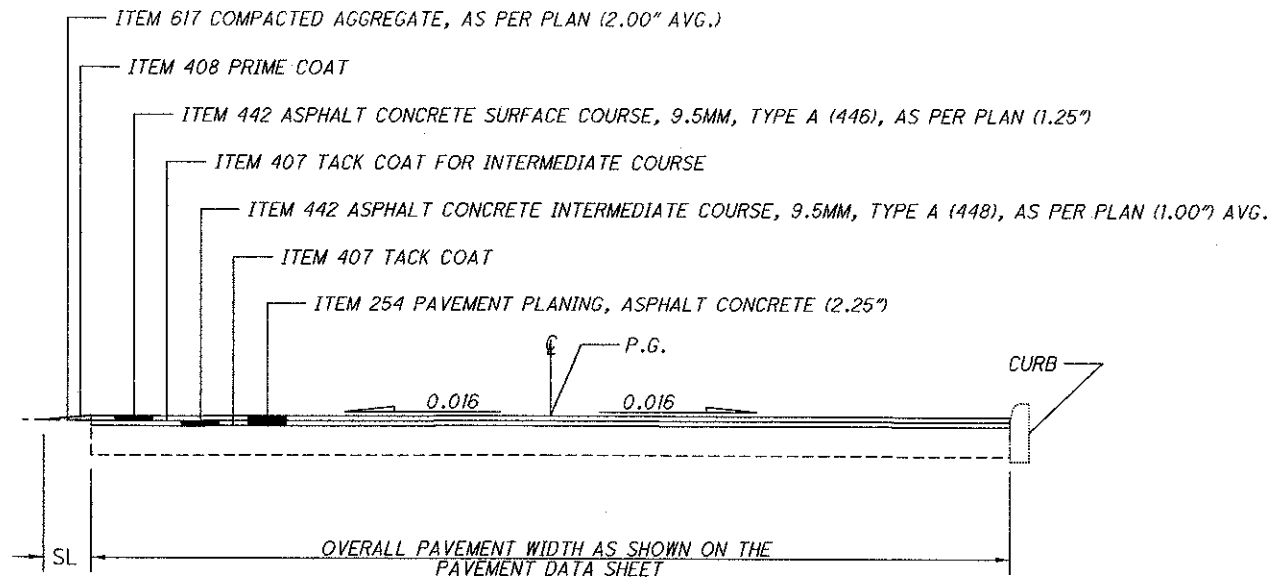 ITEM 617 COMPACTED AGGREGATE, AS PER PLAN (2.00" AVG.)
ITEM 408 PRIME COAT
ITEM 442 ASPHALT CONCRETE SURFACE COURSE, 9.5MM, TYPE A (446), AS PER PLAN (1.25")
ITEM 407 TACK COAT FOR INTERMEDIATE COURSE
ITEM 442 ASPHALT CONCRETE INTERMEDIATE COURSE, 9.5MM, TYPE A (448), AS PER PLAN (1.00") AVG.
ITEM 407 TACK COAT
ITEM 254 PAVEMENT PLANING, ASPHALT CONCRETE (2.25")
℄ P.G.
CURB
0.016 0.016
SL
OVERALL PAVEMENT WIDTH AS SHOWN ON THE
PAVEMENT DATA SHEET